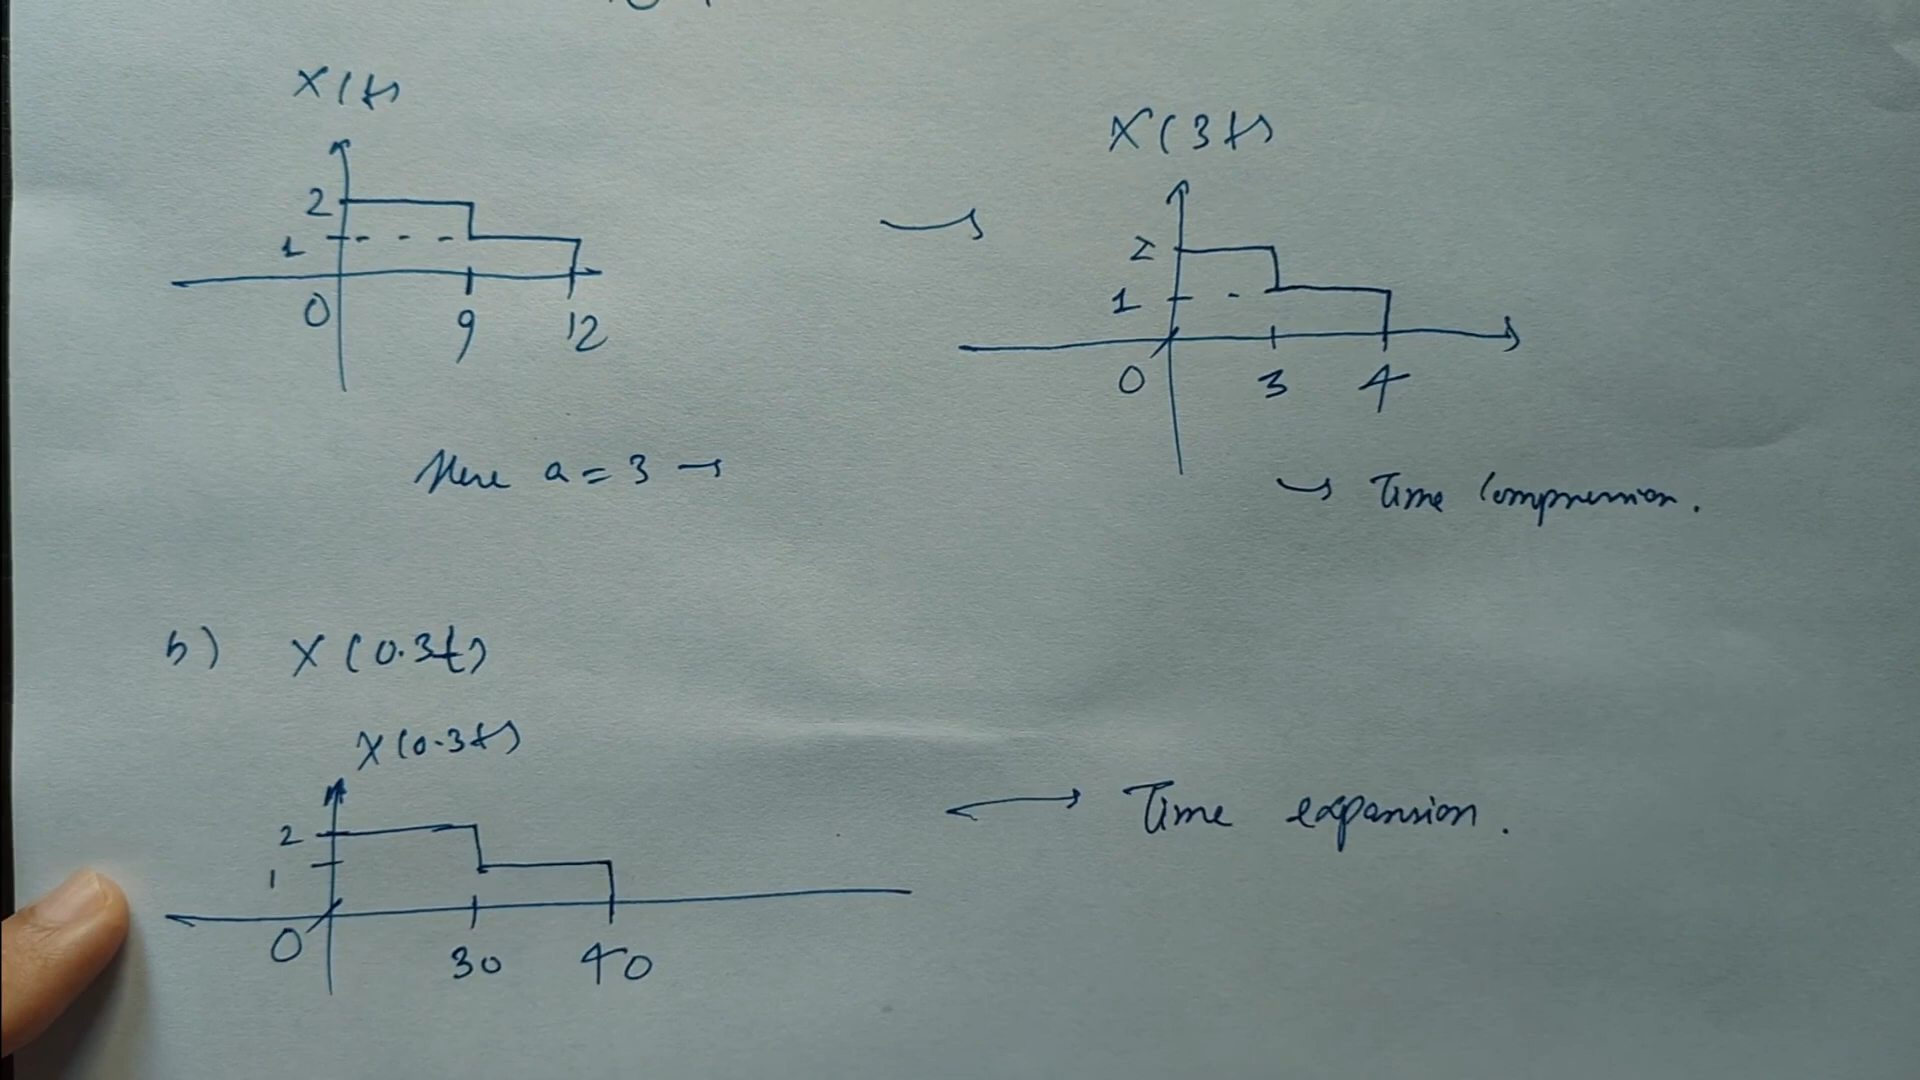 X(t)
2
1
0 9 12
X(3t)
2
1
0 3 4
Here a = 3 →
→ Time Compression.
b) X(0.3t)
X(0.3t)
2
1
0 30 40
Time expansion.